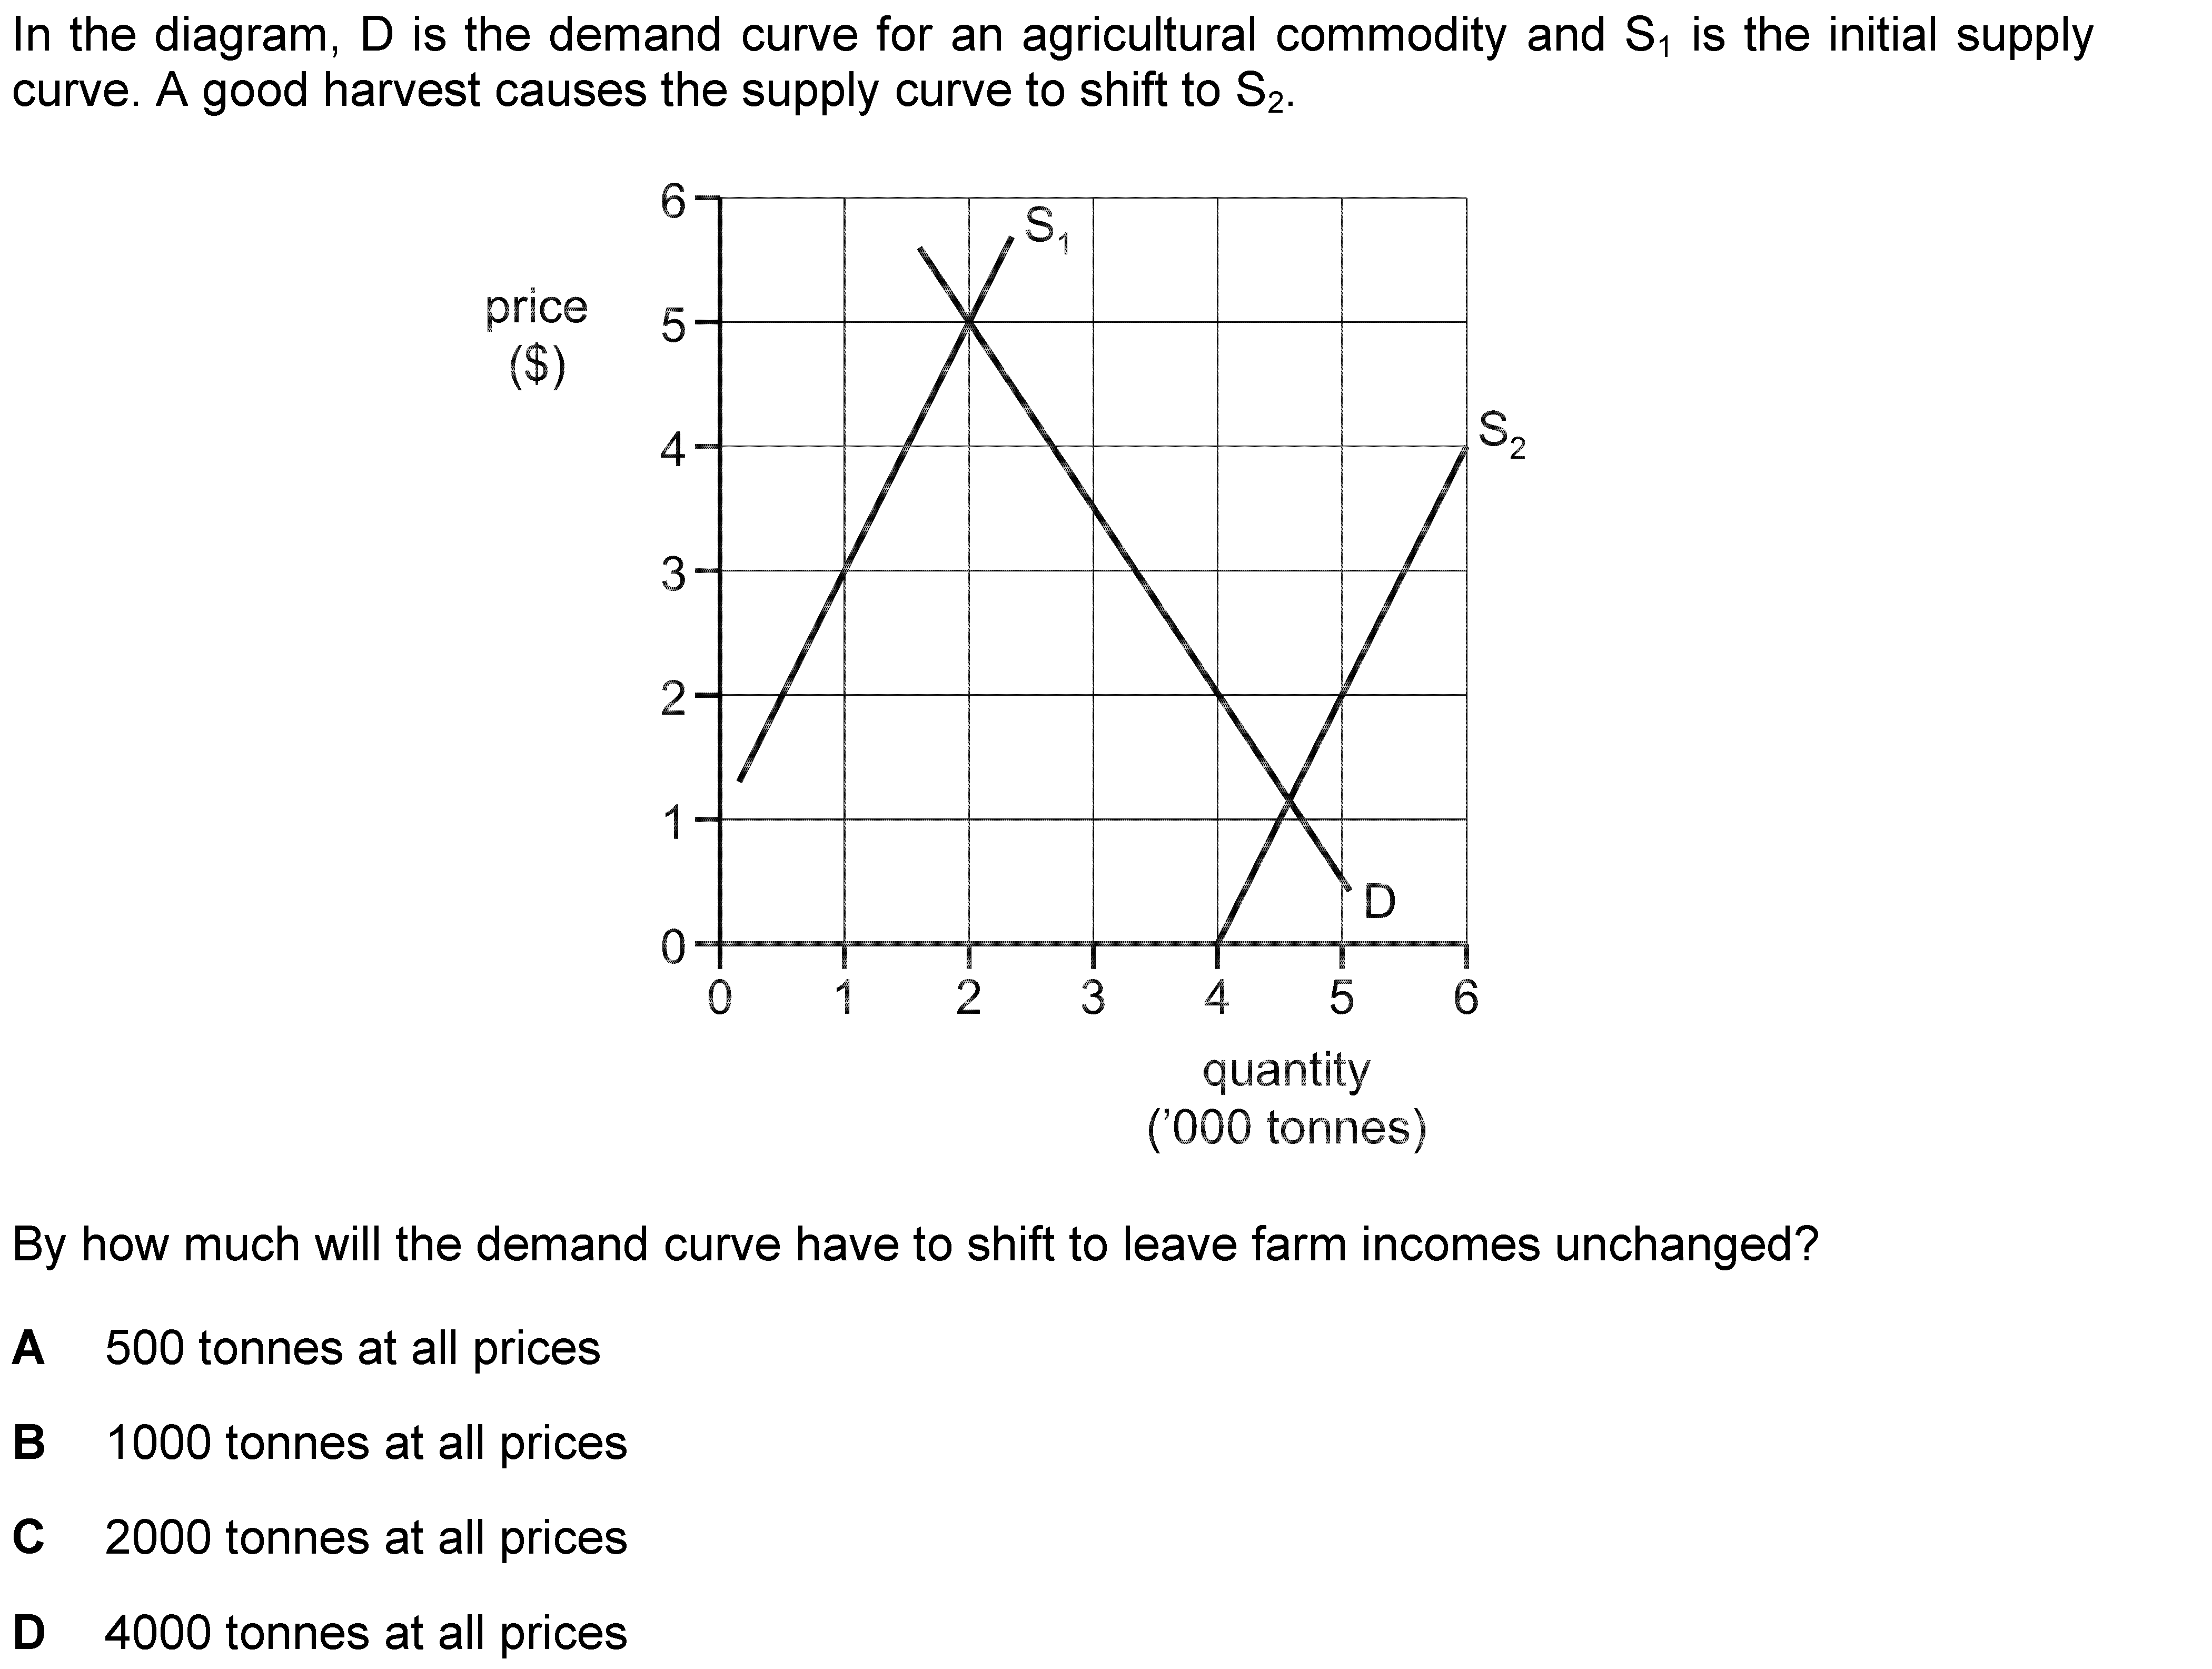 In the diagram, D is the demand curve for an agricultural commodity and S₁ is the initial supply
curve. A good harvest causes the supply curve to shift to S₂.
6
S₁
price
($)
5
S₂
4
3
2
1
D
0
0 1 2 3 4 5 6
quantity
(’000 tonnes)
By how much will the demand curve have to shift to leave farm incomes unchanged?
A 500 tonnes at all prices
B 1000 tonnes at all prices
C 2000 tonnes at all prices
D 4000 tonnes at all prices